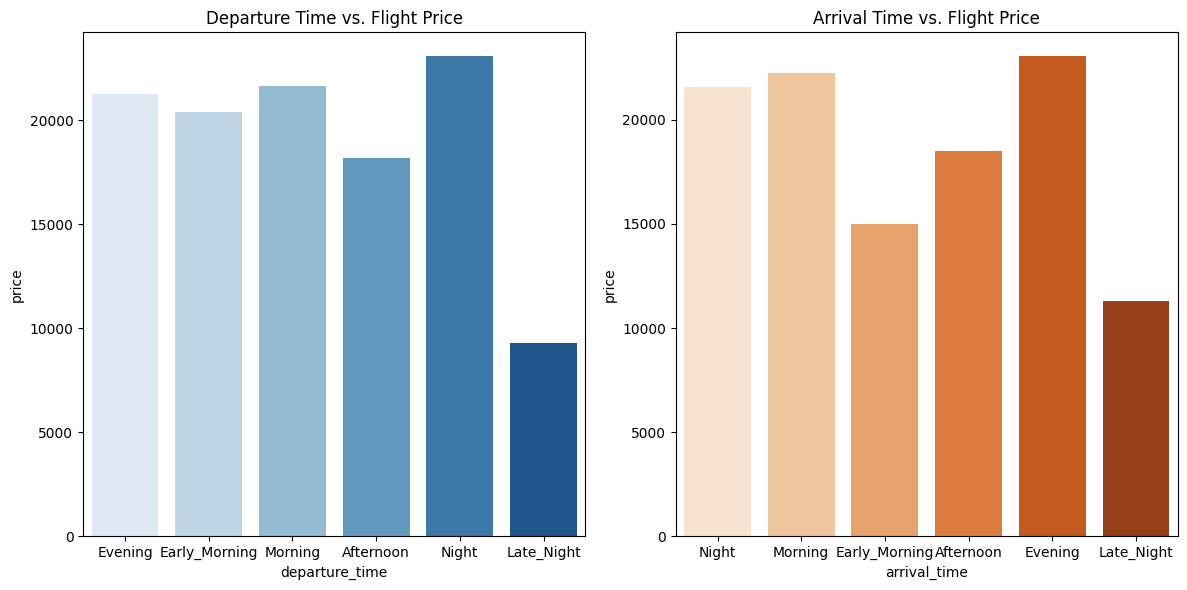 Departure Time vs. Flight Price
price
20000
15000
10000
5000
0
Evening Early_Morning Morning Afternoon Night Late_Night
departure_time
Arrival Time vs. Flight Price
price
20000
15000
10000
5000
0
Night Morning Early_Morning Afternoon Evening Late_Night
arrival_time